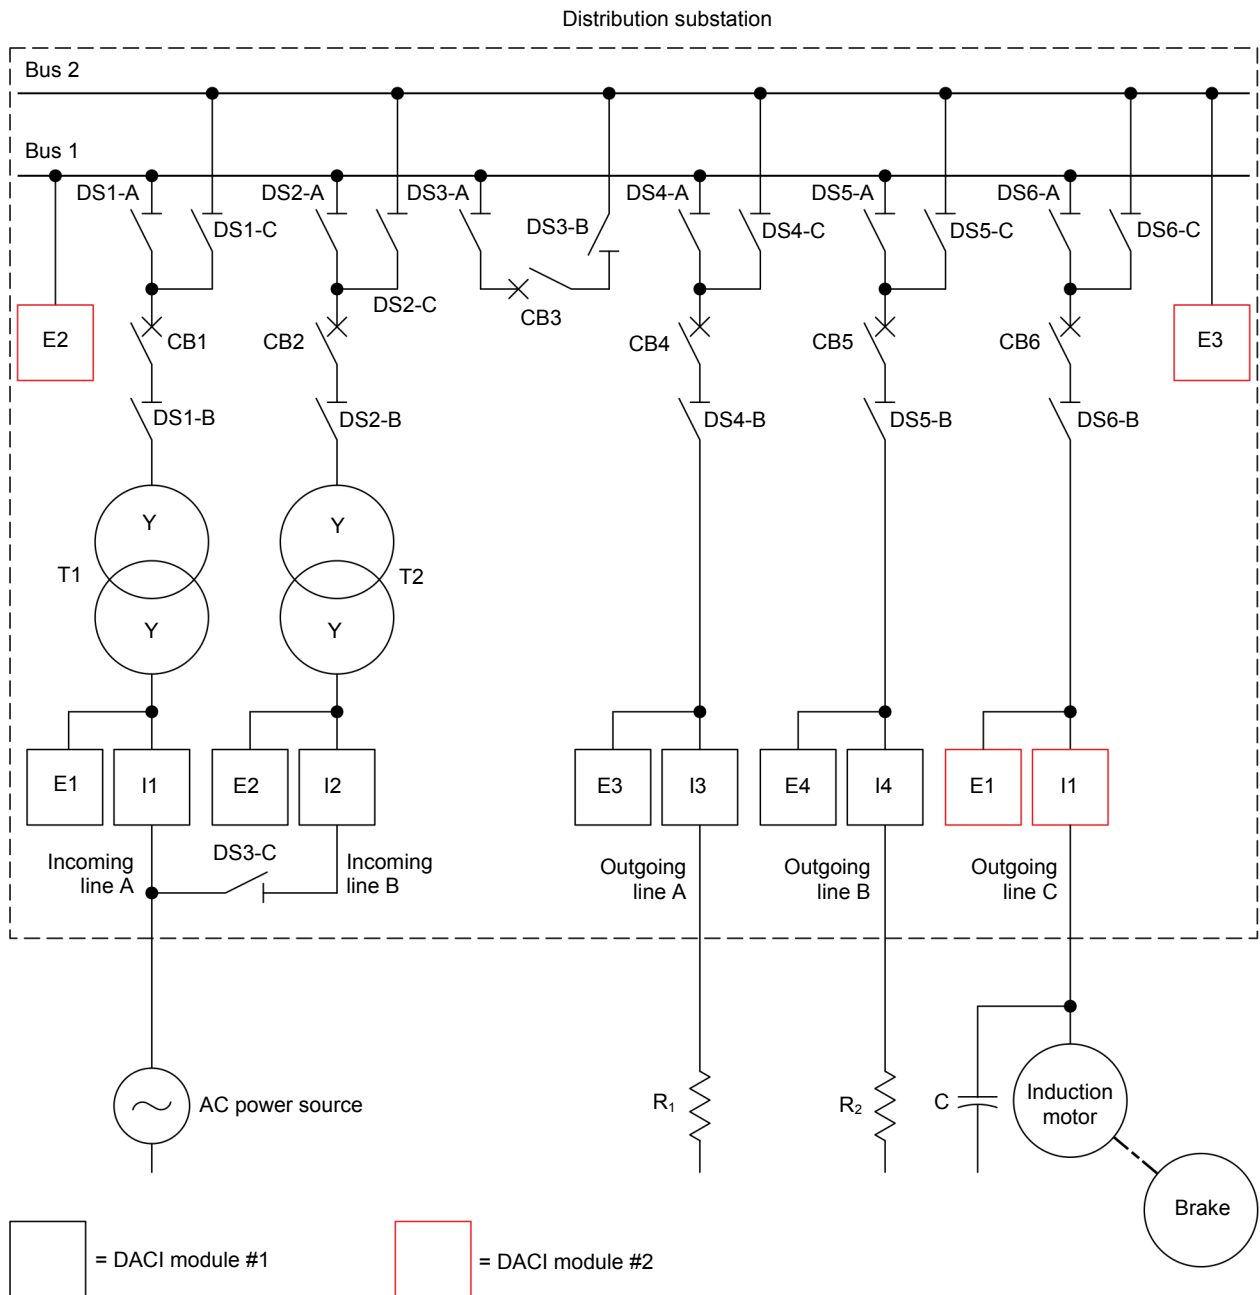 Distribution substation
Bus 2
Bus 1
DS1-A
DS2-A
DS3-A
DS4-A
DS5-A
DS6-A
DS1-C
DS3-B
DS4-C
DS5-C
DS6-C
DS2-C
E2
CB1
CB2
CB3
CB4
CB5
CB6
E3
DS1-B
DS2-B
DS4-B
DS5-B
DS6-B
Y
Y
T1
T2
Y
Y
E1
I1
E2
I2
E3
I3
E4
I4
E1
I1
DS3-C
Incoming
line A
Incoming
line B
Outgoing
line A
Outgoing
line B
Outgoing
line C
AC power source
R1
R2
C
Induction
motor
Brake
= DACI module #1
= DACI module #2